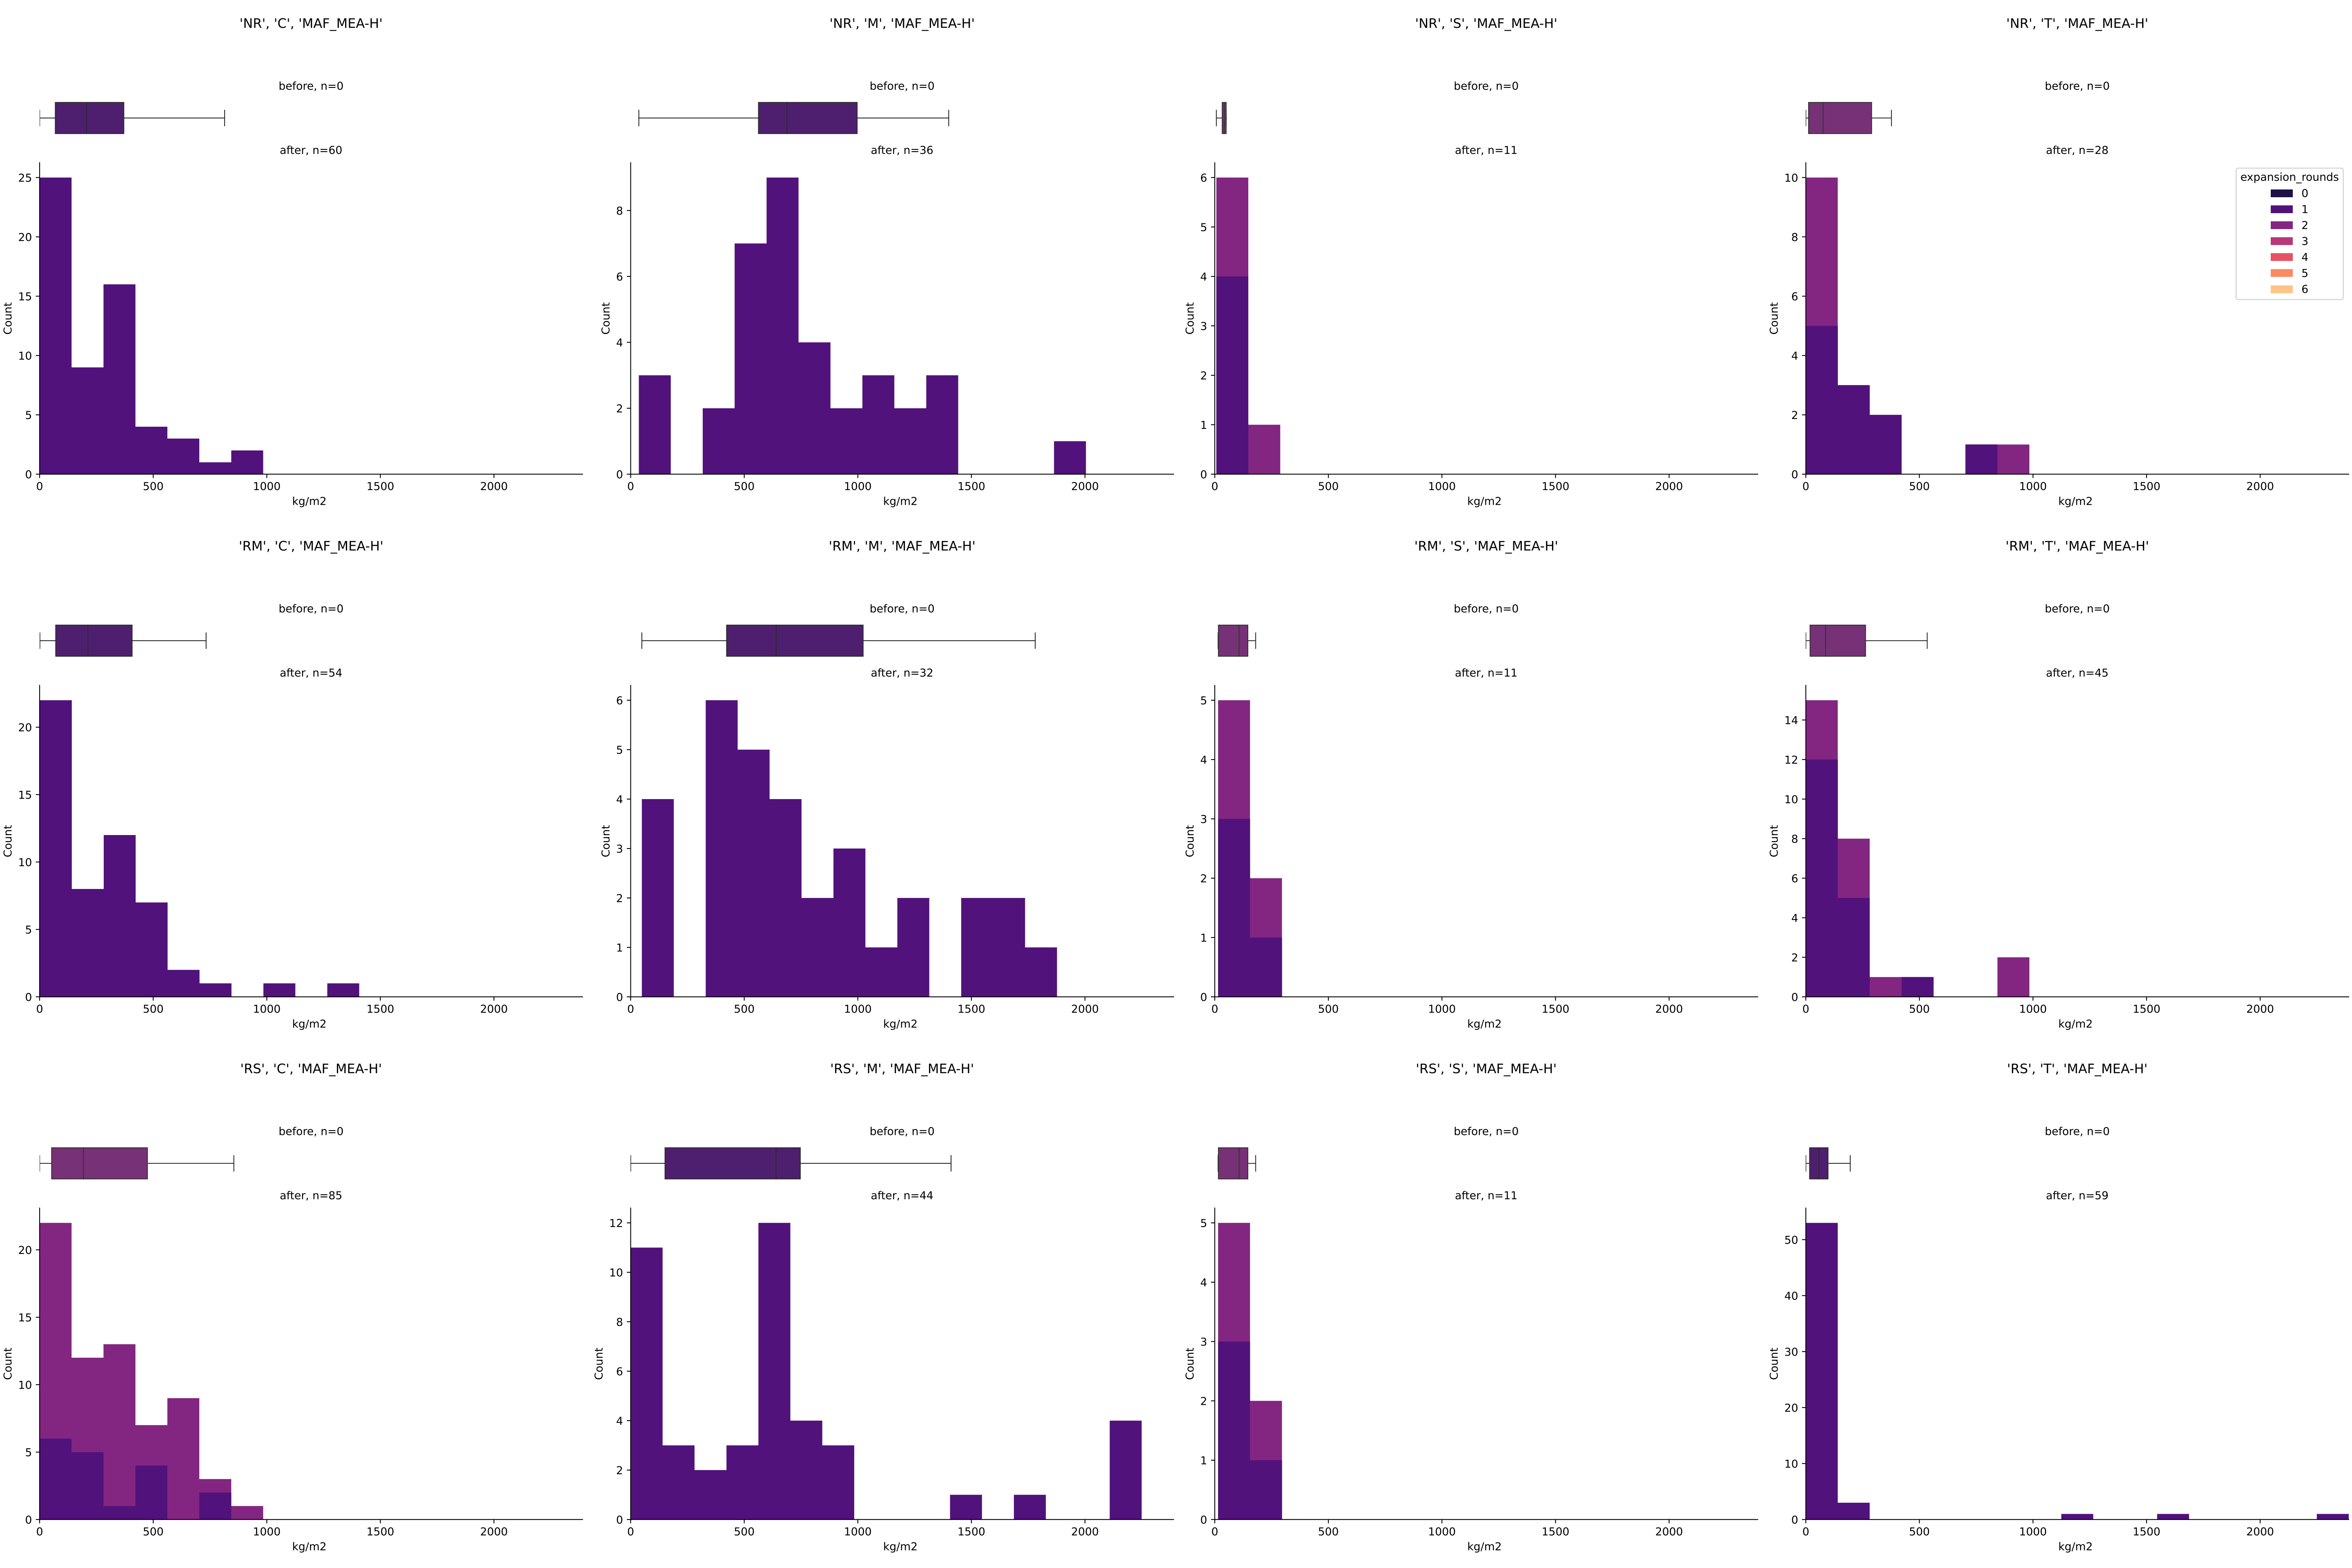 'NR', 'C', 'MAF_MEA-H'
before, n=0
after, n=60
25
20
15
10
5
0
Count
0 500 1000 1500 2000
kg/m2
'NR', 'M', 'MAF_MEA-H'
before, n=0
after, n=36
8
6
4
2
0
Count
0 500 1000 1500 2000
kg/m2
'NR', 'S', 'MAF_MEA-H'
before, n=0
after, n=11
6
5
4
3
2
1
0
Count
0 500 1000 1500 2000
kg/m2
'NR', 'T', 'MAF_MEA-H'
before, n=0
after, n=28
10
8
6
4
2
0
Count
expansion_rounds
0
1
2
3
4
5
6
0 500 1000 1500 2000
kg/m2
'RM', 'C', 'MAF_MEA-H'
before, n=0
after, n=54
20
15
10
5
0
Count
0 500 1000 1500 2000
kg/m2
'RM', 'M', 'MAF_MEA-H'
before, n=0
after, n=32
6
5
4
3
2
1
0
Count
0 500 1000 1500 2000
kg/m2
'RM', 'S', 'MAF_MEA-H'
before, n=0
after, n=11
5
4
3
2
1
0
Count
0 500 1000 1500 2000
kg/m2
'RM', 'T', 'MAF_MEA-H'
before, n=0
after, n=45
14
12
10
8
6
4
2
0
Count
0 500 1000 1500 2000
kg/m2
'RS', 'C', 'MAF_MEA-H'
before, n=0
after, n=85
20
15
10
5
0
Count
0 500 1000 1500 2000
kg/m2
'RS', 'M', 'MAF_MEA-H'
before, n=0
after, n=44
12
10
8
6
4
2
0
Count
0 500 1000 1500 2000
kg/m2
'RS', 'S', 'MAF_MEA-H'
before, n=0
after, n=11
5
4
3
2
1
0
Count
0 500 1000 1500 2000
kg/m2
'RS', 'T', 'MAF_MEA-H'
before, n=0
after, n=59
50
40
30
20
10
0
Count
0 500 1000 1500 2000
kg/m2